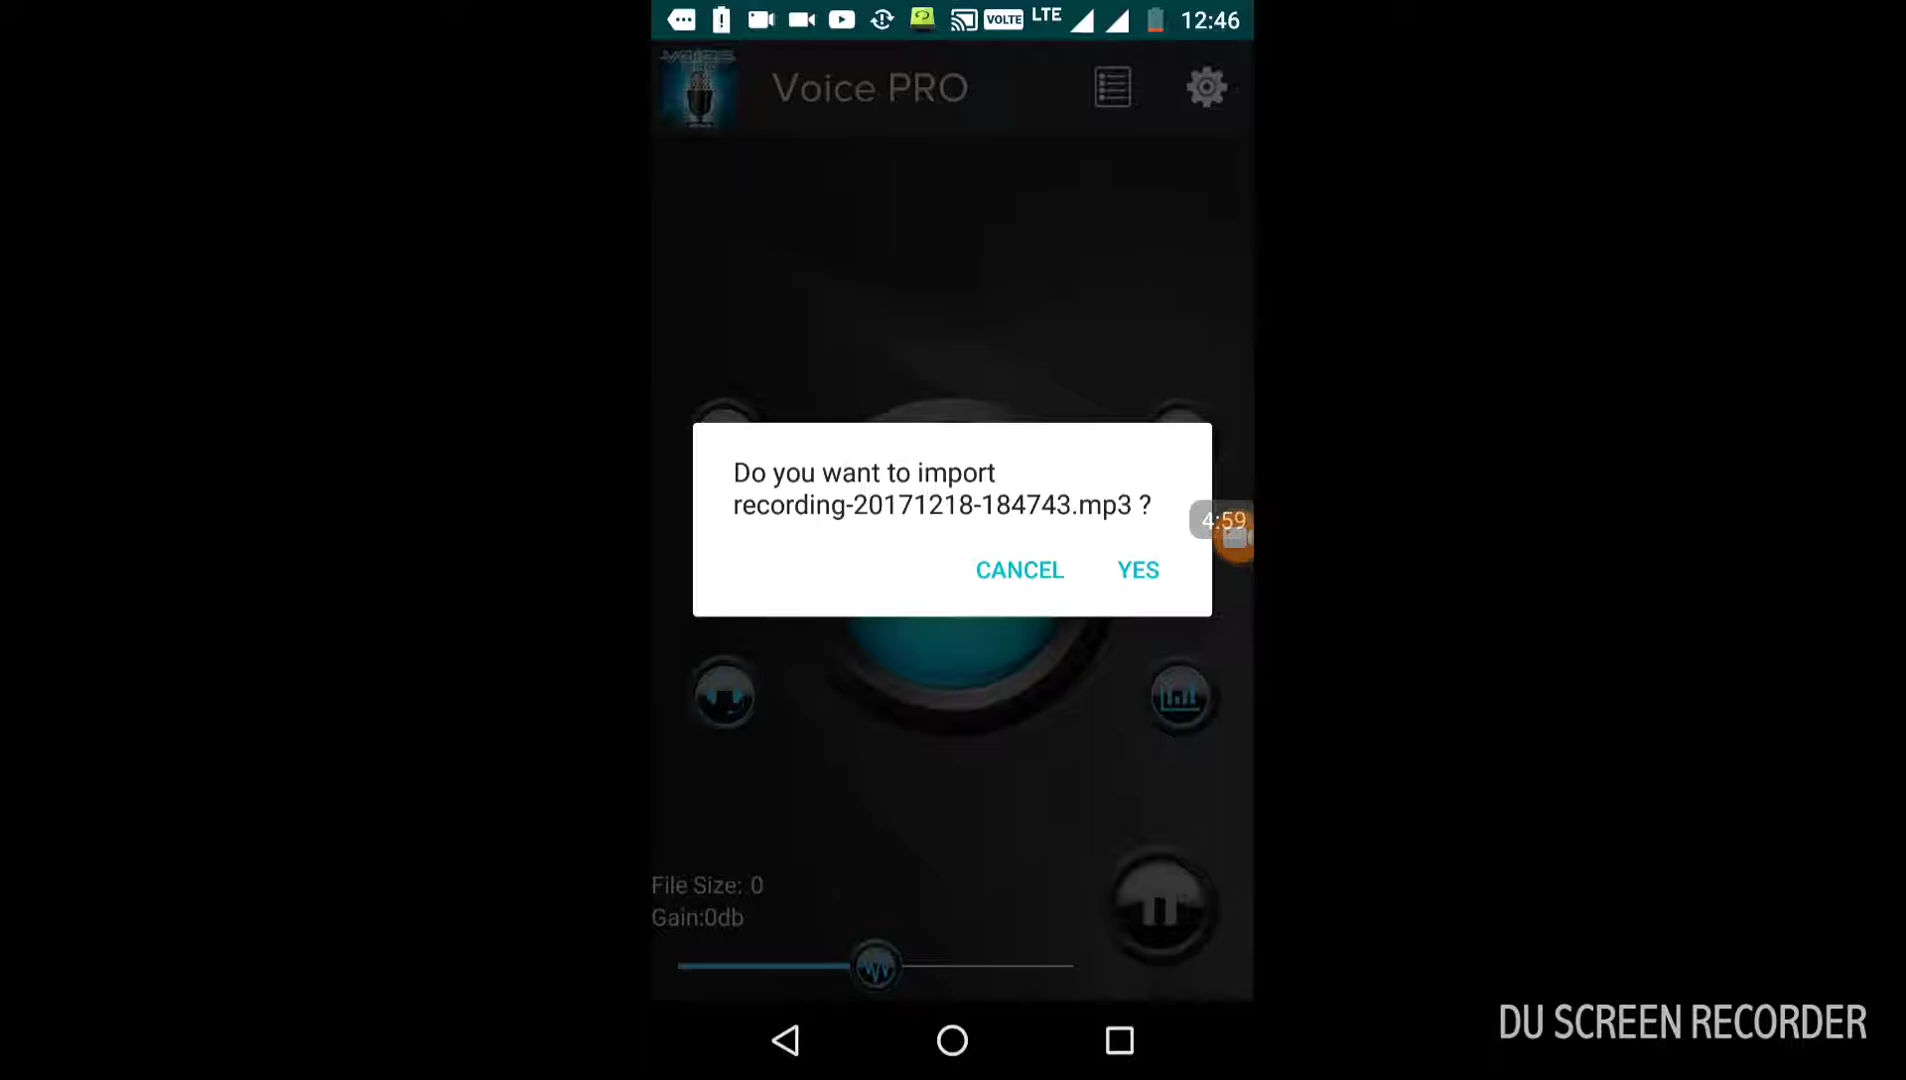 VOLTE LTE 12:46
VOICE
Voice PRO
Do you want to import
recording-20171218-184743.mp3 ?
4:59
CANCEL YES
File Size: 0
Gain:0db
DU SCREEN RECORDER